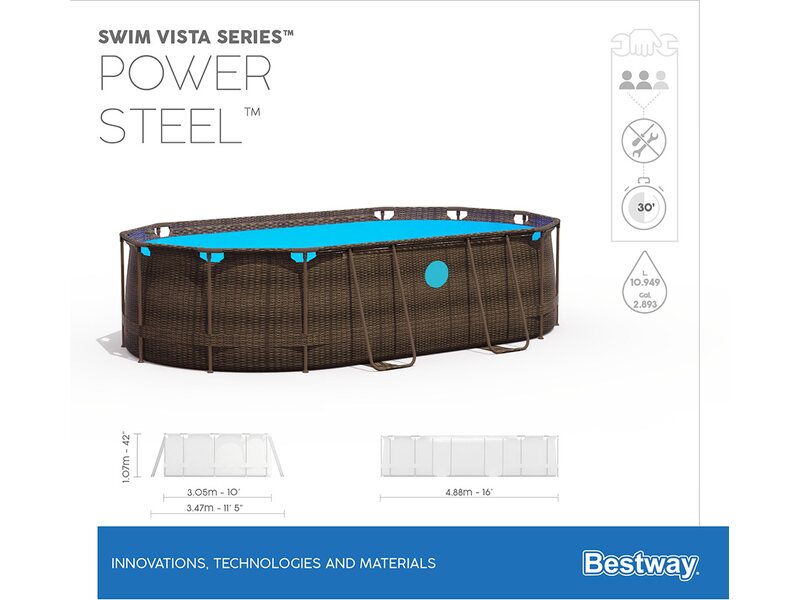 SWIM VISTA SERIES™
POWER
STEEL™
30'
L
10.949
Gal.
2.893
1.07m - 42"
3.05m - 10'
3.47m - 11' 5"
4.88m - 16'
INNOVATIONS, TECHNOLOGIES AND MATERIALS
Bestway®